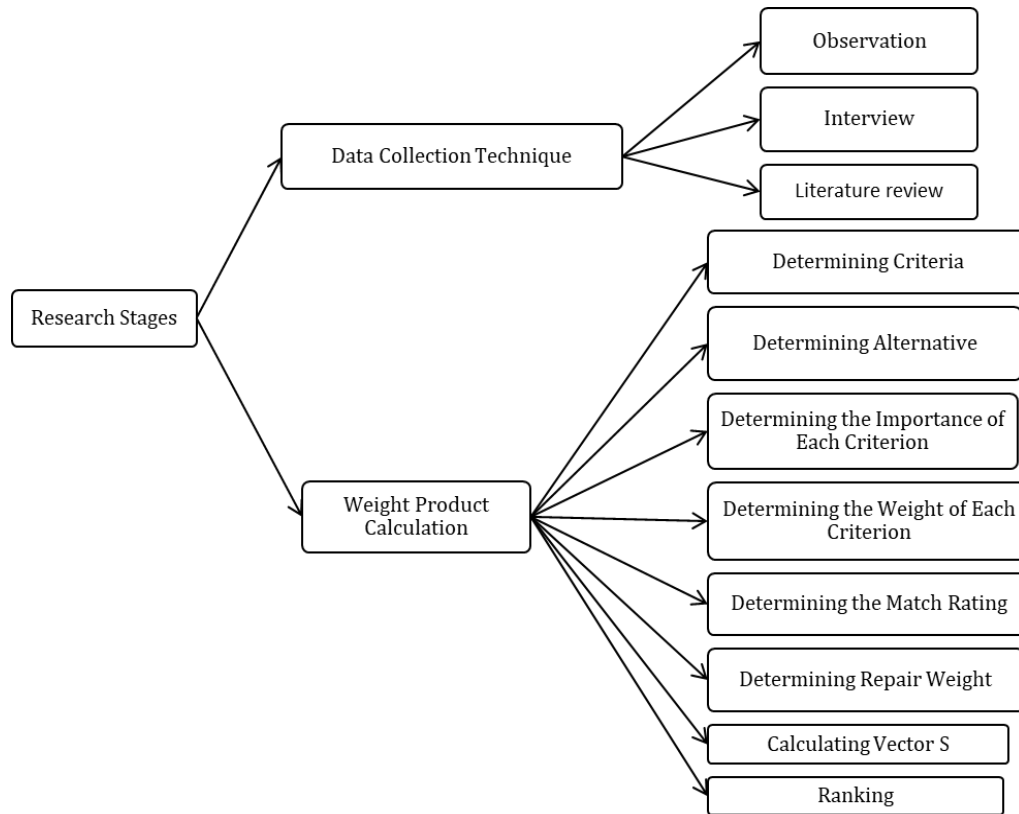 Observation
Interview
Data Collection Technique
Literature review
Determining Criteria
Research Stages
Determining Alternative
Determining the Importance of
Each Criterion
Weight Product
Calculation
Determining the Weight of Each
Criterion
Determining the Match Rating
Determining Repair Weight
Calculating Vector S
Ranking